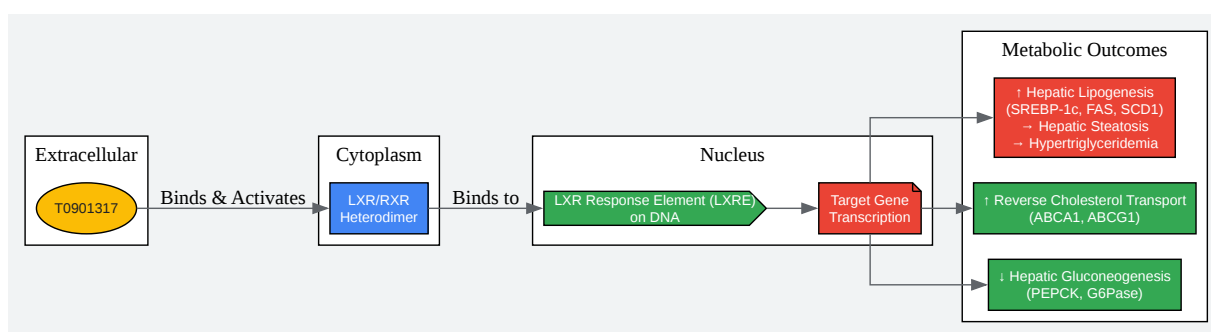 Extracellular
T0901317
Binds & Activates
Cytoplasm
LXR/RXR
Heterodimer
Binds to
Nucleus
LXR Response Element (LXRE)
on DNA
Target Gene
Transcription
Metabolic Outcomes
↑ Hepatic Lipogenesis
(SREBP-1c, FAS, SCD1)
→ Hepatic Steatosis
→ Hypertriglyceridemia
↑ Reverse Cholesterol Transport
(ABCA1, ABCG1)
↓ Hepatic Gluconeogenesis
(PEPCK, G6Pase)